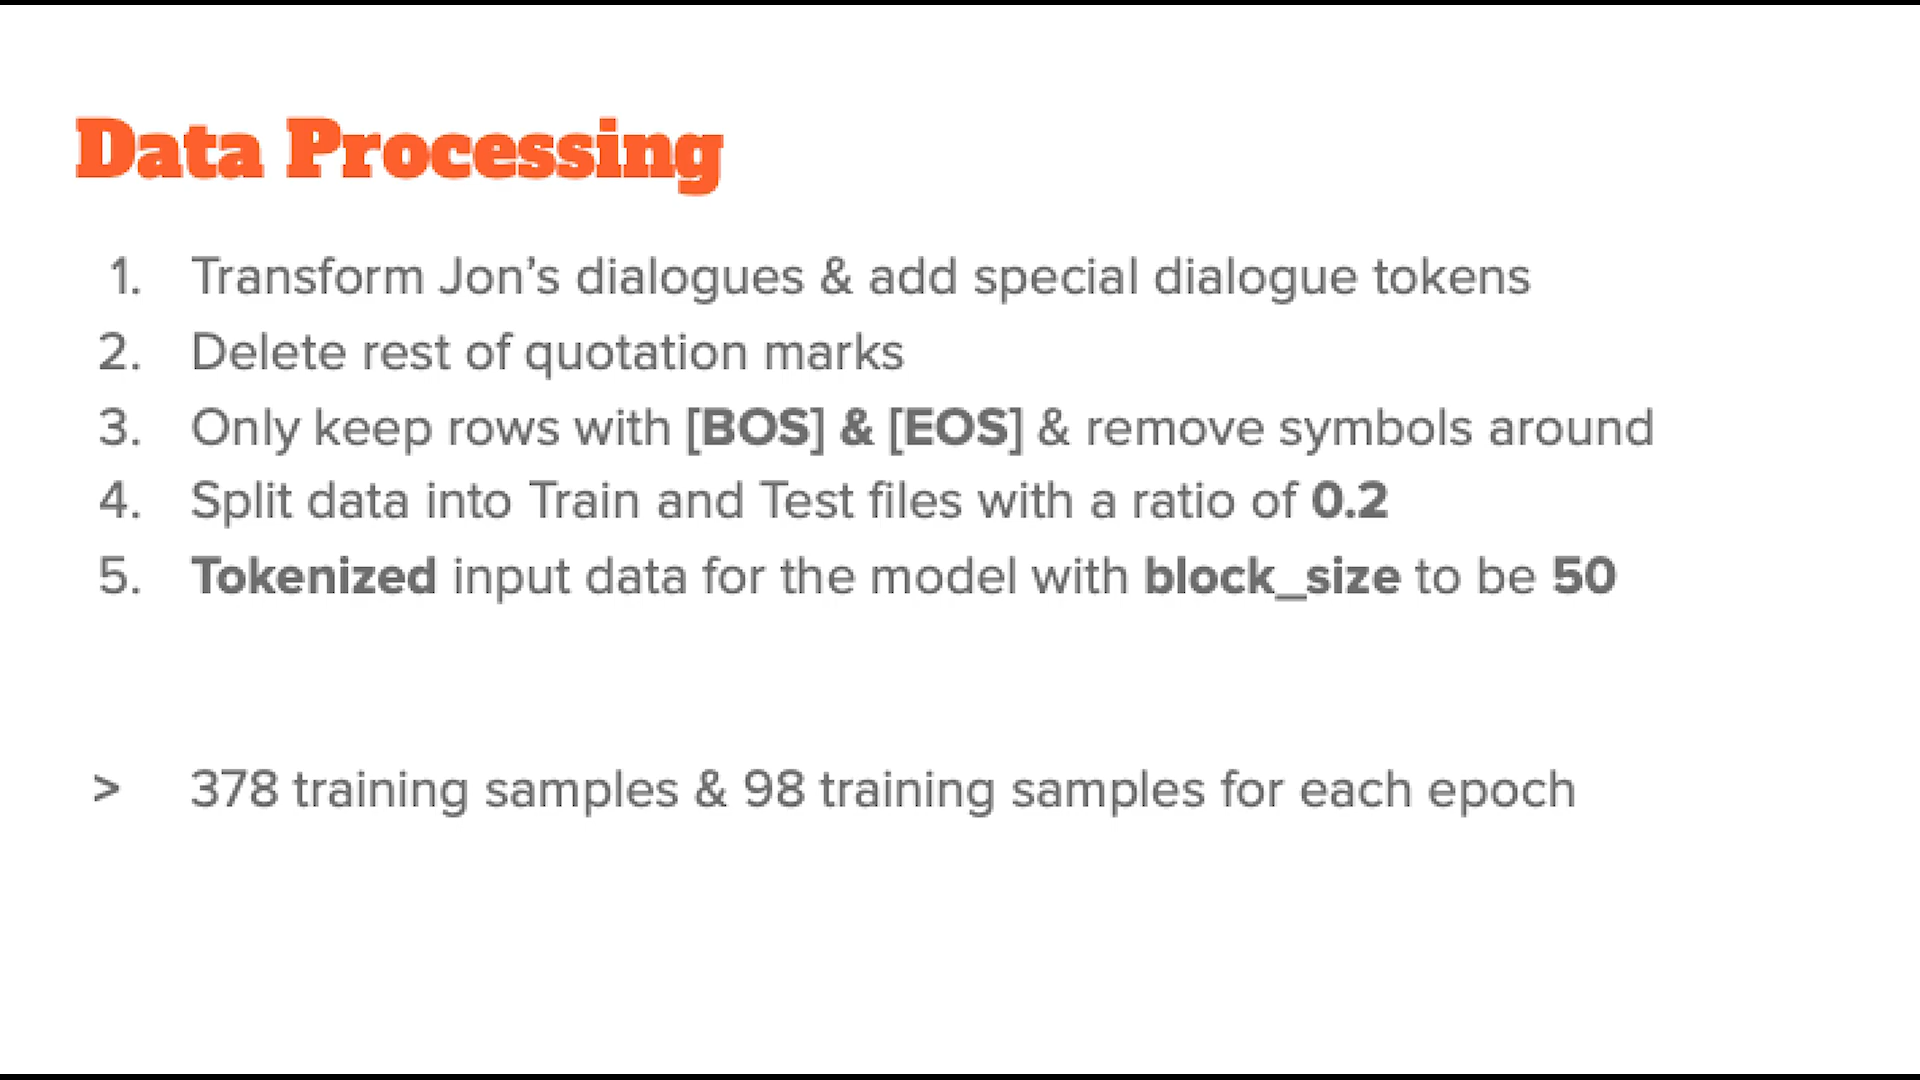 Data Processing
1. Transform Jon's dialogues & add special dialogue tokens
2. Delete rest of quotation marks
3. Only keep rows with [BOS] & [EOS] & remove symbols around
4. Split data into Train and Test files with a ratio of 0.2
5. Tokenized input data for the model with block_size to be 50
> 378 training samples & 98 training samples for each epoch